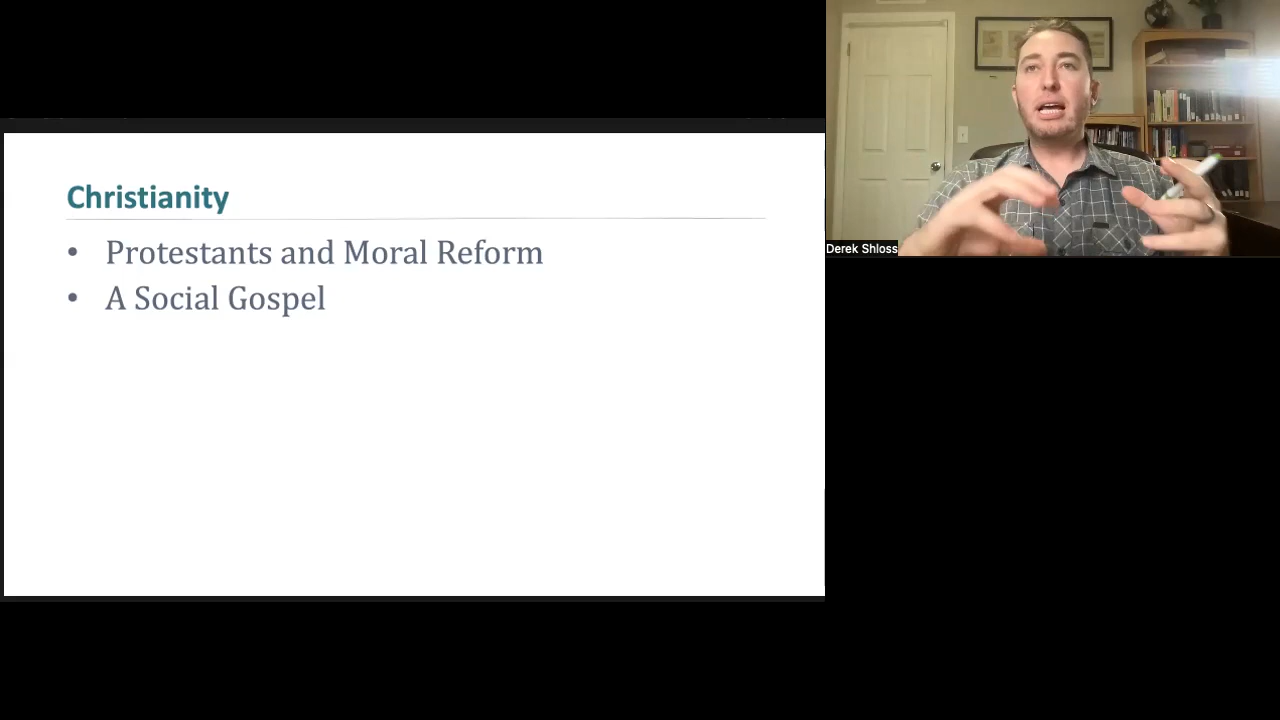 Christianity
• Protestants and Moral Reform
• A Social Gospel
Derek Shloss